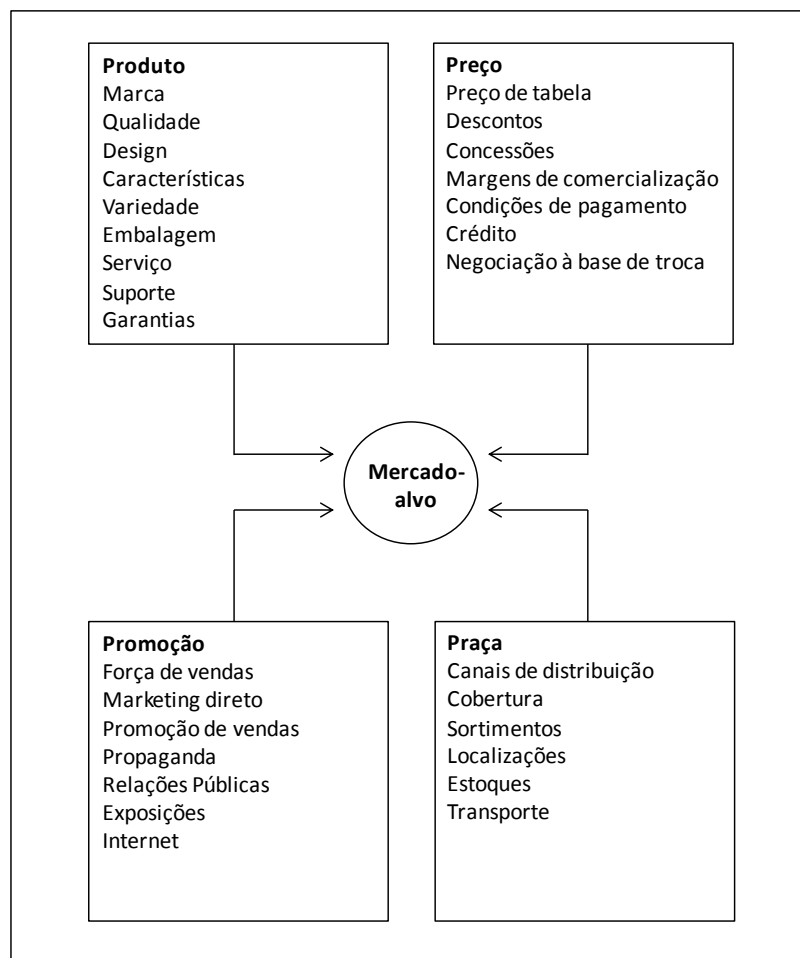 Produto
Marca
Qualidade
Design
Características
Variedade
Embalagem
Serviço
Suporte
Garantias
Preço
Preço de tabela
Descontos
Concessões
Margens de comercialização
Condições de pagamento
Crédito
Negociação à base de troca
Mercado-
alvo
Promoção
Força de vendas
Marketing direto
Promoção de vendas
Propaganda
Relações Públicas
Exposições
Internet
Praça
Canais de distribuição
Cobertura
Sortimentos
Localizações
Estoques
Transporte